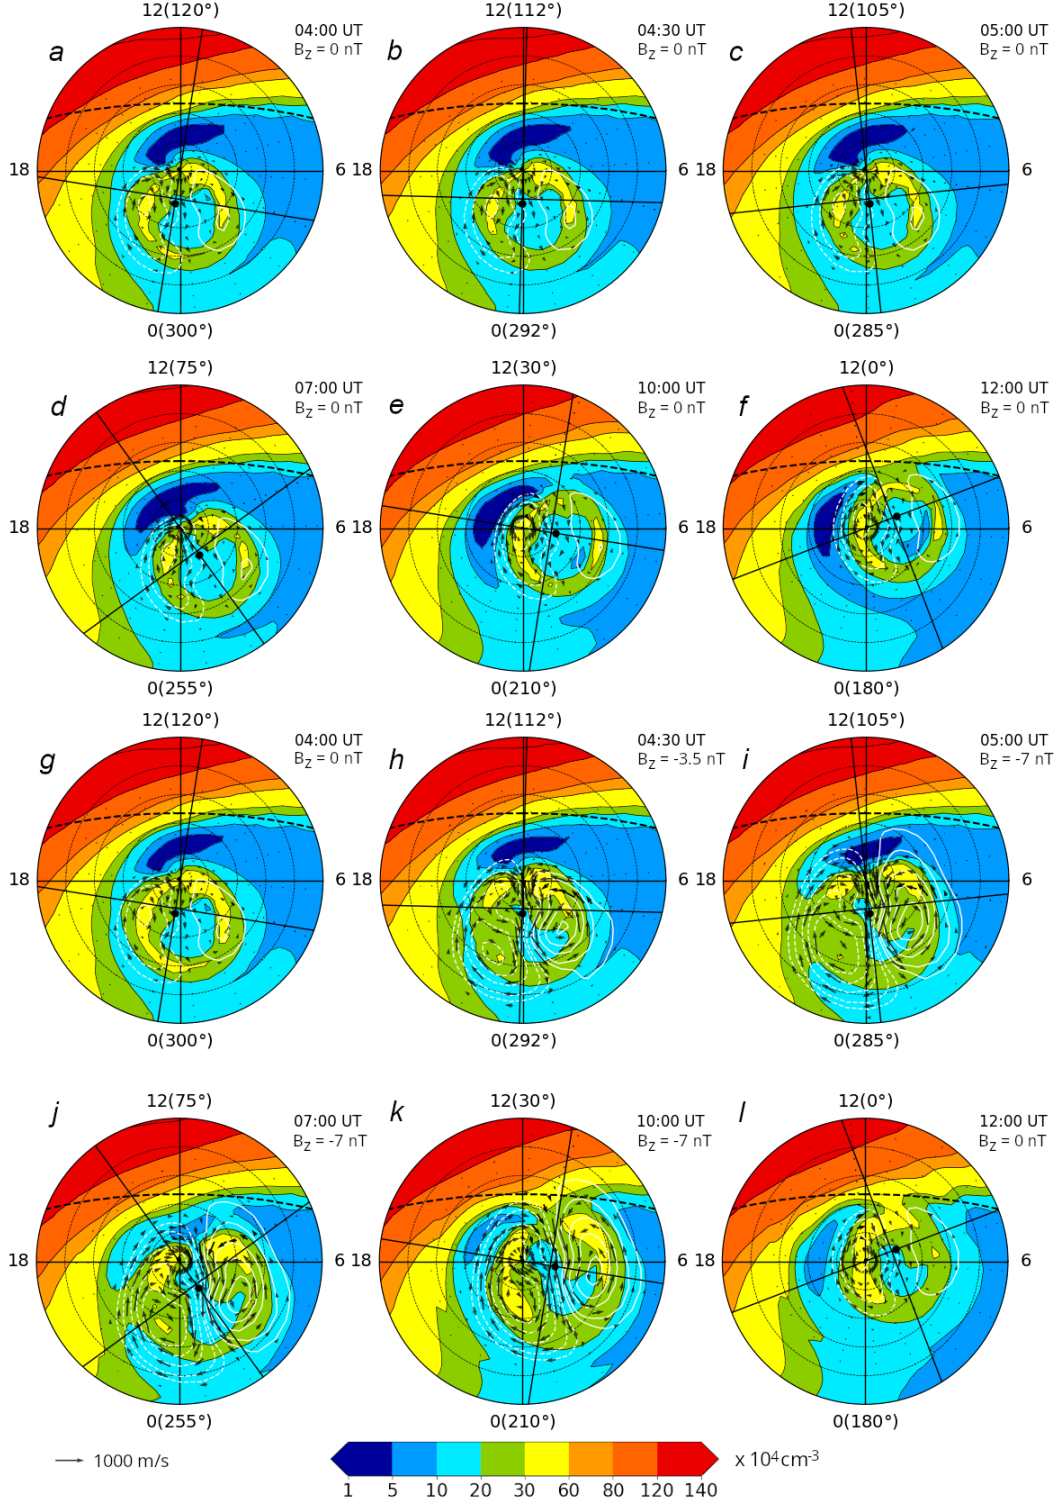 12(120°) 12(112°) 12(105°)
a 04:00 UT b 04:30 UT c 05:00 UT
B_Z = 0 nT B_Z = 0 nT B_Z = 0 nT
18 6 18 6 18 6
0(300°) 0(292°) 0(285°)
12(75°) 12(30°) 12(0°)
d 07:00 UT e 10:00 UT f 12:00 UT
B_Z = 0 nT B_Z = 0 nT B_Z = 0 nT
18 6 18 6 18 6
0(255°) 0(210°) 0(180°)
12(120°) 12(112°) 12(105°)
g 04:00 UT h 04:30 UT i 05:00 UT
B_Z = 0 nT B_Z = -3.5 nT B_Z = -7 nT
18 6 18 6 18 6
0(300°) 0(292°) 0(285°)
12(75°) 12(30°) 12(0°)
j 07:00 UT k 10:00 UT l 12:00 UT
B_Z = -7 nT B_Z = -7 nT B_Z = 0 nT
18 6 18 6 18 6
0(255°) 0(210°) 0(180°)
1000 m/s x 10⁴cm⁻³
1 5 10 20 30 60 80 120 140